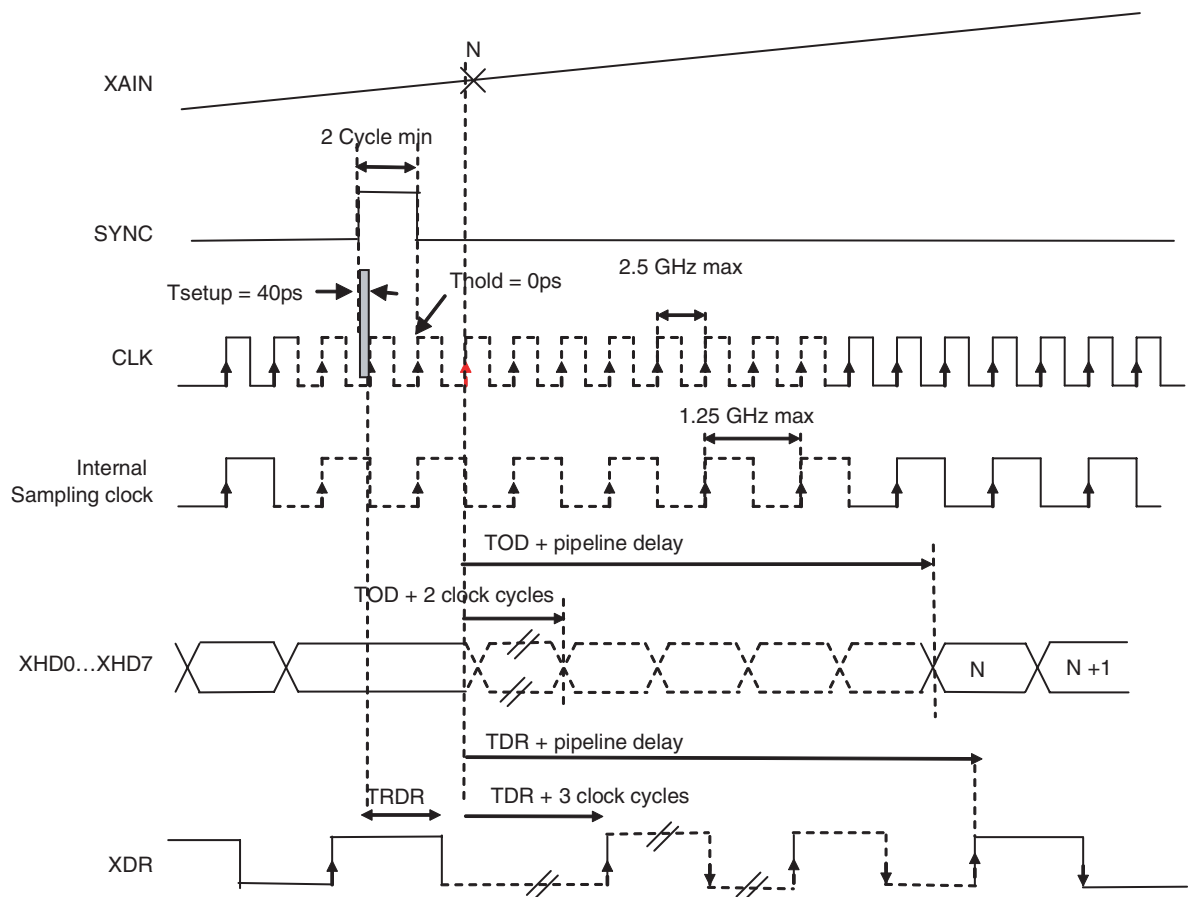 N
XAIN
2 Cycle min
SYNC
2.5 GHz max
Thold = 0ps
Tsetup = 40ps
CLK
1.25 GHz max
Internal
Sampling clock
TOD + pipeline delay
TOD + 2 clock cycles
XHD0…XHD7
N
N +1
TDR + pipeline delay
TRDR
TDR + 3 clock cycles
XDR